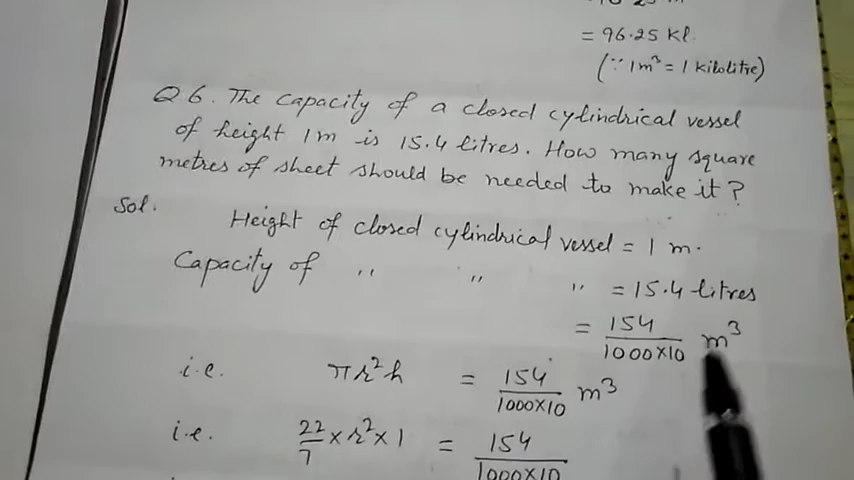 = 96.25 Kl.
(∵ 1m³ = 1 kilolitre)
Q 6. The capacity of a closed cylindrical vessel
of height 1m is 15.4 litres. How many square
metres of sheet should be needed to make it?
Sol.
Height of closed cylindrical vessel = 1 m.
Capacity of " " " = 15.4 litres
= 154/1000×10 m³
i.e. πr²h = 154/1000×10 m³
i.e. 22/7 × r² × 1 = 154/1000×10